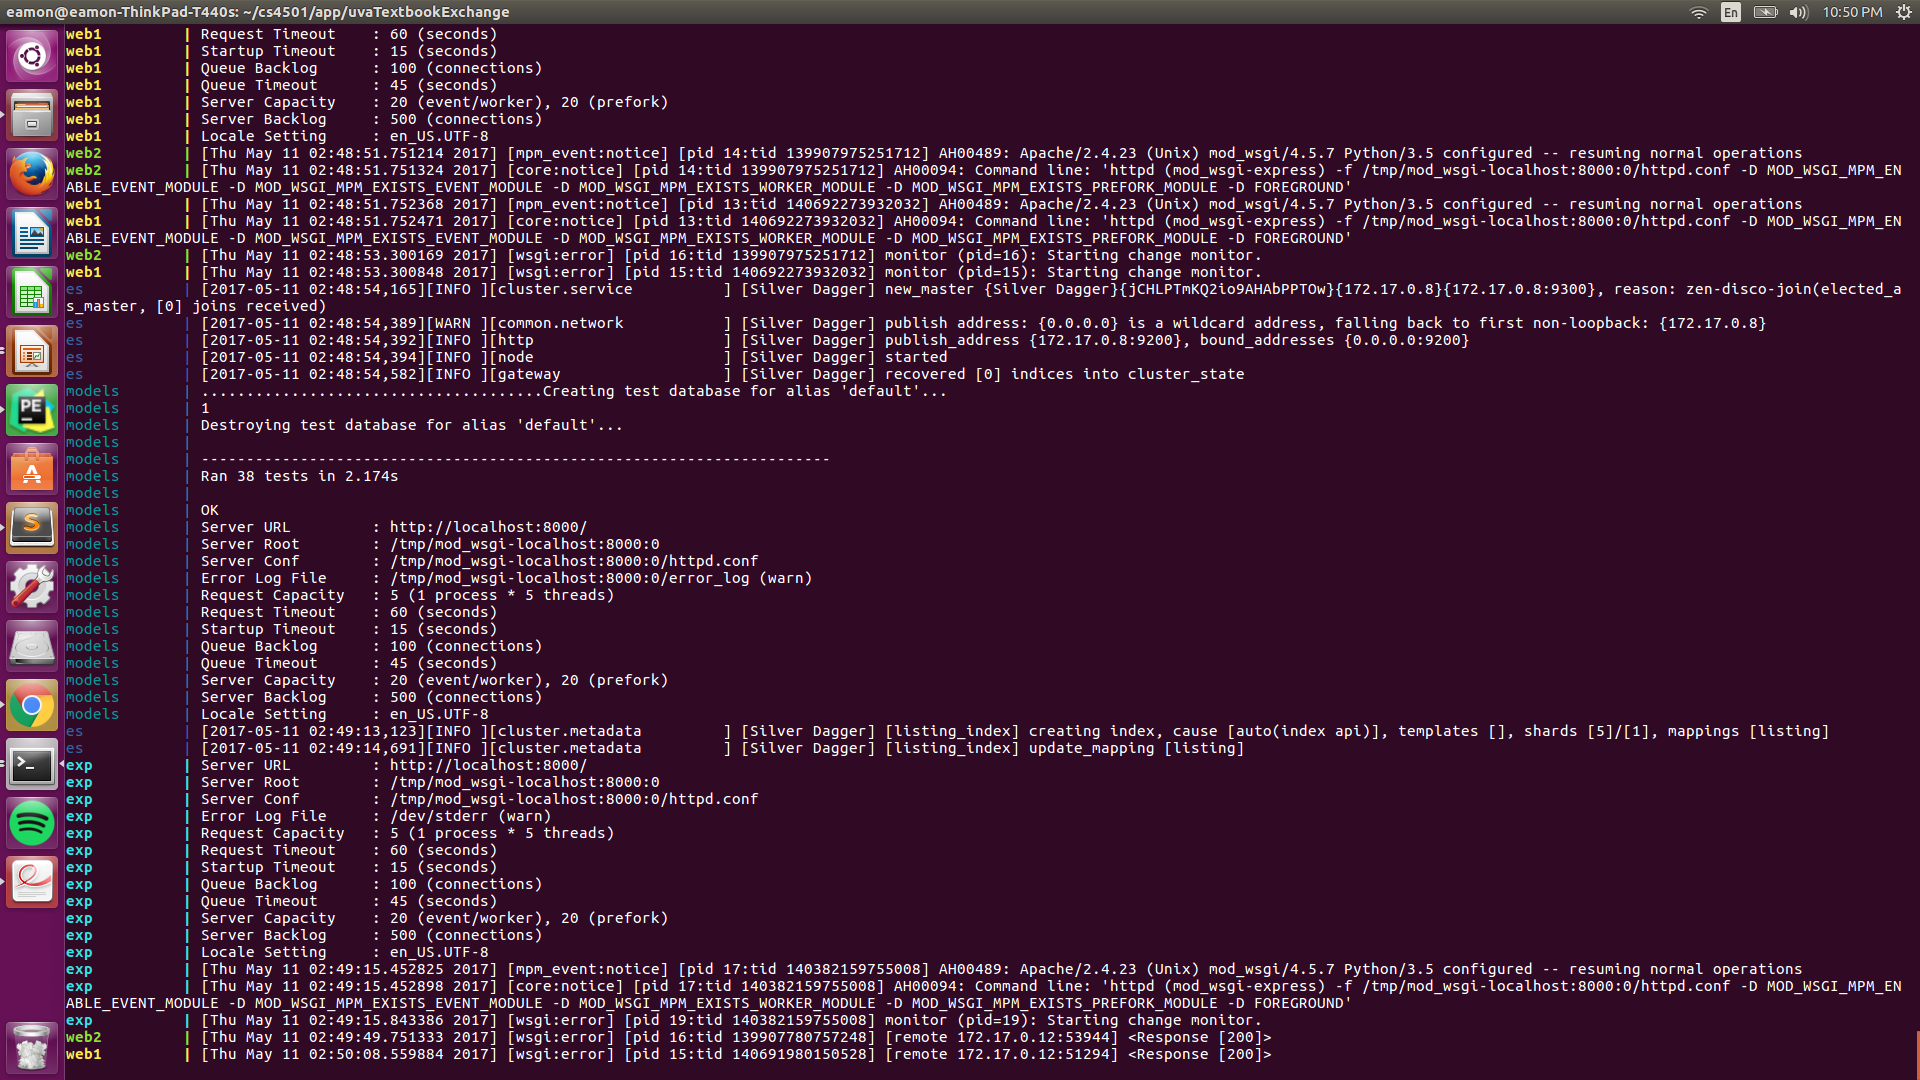 eamon@eamon-ThinkPad-T440s: ~/cs4501/app/uvaTextbookExchange En 10:50 PM
web1 | Request Timeout : 60 (seconds)
web1 | Startup Timeout : 15 (seconds)
web1 | Queue Backlog : 100 (connections)
web1 | Queue Timeout : 45 (seconds)
web1 | Server Capacity : 20 (event/worker), 20 (prefork)
web1 | Server Backlog : 500 (connections)
web1 | Locale Setting : en_US.UTF-8
web2 | [Thu May 11 02:48:51.751214 2017] [mpm_event:notice] [pid 14:tid 139907975251712] AH00489: Apache/2.4.23 (Unix) mod_wsgi/4.5.7 Python/3.5 configured -- resuming normal operations
web2 | [Thu May 11 02:48:51.751324 2017] [core:notice] [pid 14:tid 139907975251712] AH00094: Command line: 'httpd (mod_wsgi-express) -f /tmp/mod_wsgi-localhost:8000:0/httpd.conf -D MOD_WSGI_MPM_EN
ABLE_EVENT_MODULE -D MOD_WSGI_MPM_EXISTS_EVENT_MODULE -D MOD_WSGI_MPM_EXISTS_WORKER_MODULE -D MOD_WSGI_MPM_EXISTS_PREFORK_MODULE -D FOREGROUND'
web1 | [Thu May 11 02:48:51.752368 2017] [mpm_event:notice] [pid 13:tid 140692273932032] AH00489: Apache/2.4.23 (Unix) mod_wsgi/4.5.7 Python/3.5 configured -- resuming normal operations
web1 | [Thu May 11 02:48:51.752471 2017] [core:notice] [pid 13:tid 140692273932032] AH00094: Command line: 'httpd (mod_wsgi-express) -f /tmp/mod_wsgi-localhost:8000:0/httpd.conf -D MOD_WSGI_MPM_EN
ABLE_EVENT_MODULE -D MOD_WSGI_MPM_EXISTS_EVENT_MODULE -D MOD_WSGI_MPM_EXISTS_WORKER_MODULE -D MOD_WSGI_MPM_EXISTS_PREFORK_MODULE -D FOREGROUND'
web2 | [Thu May 11 02:48:53.300169 2017] [wsgi:error] [pid 16:tid 139907975251712] monitor (pid=16): Starting change monitor.
web1 | [Thu May 11 02:48:53.300848 2017] [wsgi:error] [pid 15:tid 140692273932032] monitor (pid=15): Starting change monitor.
es | [2017-05-11 02:48:54,165][INFO ][cluster.service ] [Silver Dagger] new_master {Silver Dagger}{jCHLPTmKQ2io9AHAbPPTOw}{172.17.0.8}{172.17.0.8:9300}, reason: zen-disco-join(elected_a
s_master, [0] joins received)
es | [2017-05-11 02:48:54,389][WARN ][common.network ] [Silver Dagger] publish address: {0.0.0.0} is a wildcard address, falling back to first non-loopback: {172.17.0.8}
es | [2017-05-11 02:48:54,392][INFO ][http ] [Silver Dagger] publish_address {172.17.0.8:9200}, bound_addresses {0.0.0.0:9200}
es | [2017-05-11 02:48:54,394][INFO ][node ] [Silver Dagger] started
es | [2017-05-11 02:48:54,582][INFO ][gateway ] [Silver Dagger] recovered [0] indices into cluster_state
models | ......................................Creating test database for alias 'default'...
models | 1
models | Destroying test database for alias 'default'...
models |
models | ----------------------------------------------------------------------
models | Ran 38 tests in 2.174s
models |
models | OK
models | Server URL : http://localhost:8000/
models | Server Root : /tmp/mod_wsgi-localhost:8000:0
models | Server Conf : /tmp/mod_wsgi-localhost:8000:0/httpd.conf
models | Error Log File : /tmp/mod_wsgi-localhost:8000:0/error_log (warn)
models | Request Capacity : 5 (1 process * 5 threads)
models | Request Timeout : 60 (seconds)
models | Startup Timeout : 15 (seconds)
models | Queue Backlog : 100 (connections)
models | Queue Timeout : 45 (seconds)
models | Server Capacity : 20 (event/worker), 20 (prefork)
models | Server Backlog : 500 (connections)
models | Locale Setting : en_US.UTF-8
es | [2017-05-11 02:49:13,123][INFO ][cluster.metadata ] [Silver Dagger] [listing_index] creating index, cause [auto(index api)], templates [], shards [5]/[1], mappings [listing]
es | [2017-05-11 02:49:14,691][INFO ][cluster.metadata ] [Silver Dagger] [listing_index] update_mapping [listing]
exp | Server URL : http://localhost:8000/
exp | Server Root : /tmp/mod_wsgi-localhost:8000:0
exp | Server Conf : /tmp/mod_wsgi-localhost:8000:0/httpd.conf
exp | Error Log File : /dev/stderr (warn)
exp | Request Capacity : 5 (1 process * 5 threads)
exp | Request Timeout : 60 (seconds)
exp | Startup Timeout : 15 (seconds)
exp | Queue Backlog : 100 (connections)
exp | Queue Timeout : 45 (seconds)
exp | Server Capacity : 20 (event/worker), 20 (prefork)
exp | Server Backlog : 500 (connections)
exp | Locale Setting : en_US.UTF-8
exp | [Thu May 11 02:49:15.452825 2017] [mpm_event:notice] [pid 17:tid 140382159755008] AH00489: Apache/2.4.23 (Unix) mod_wsgi/4.5.7 Python/3.5 configured -- resuming normal operations
exp | [Thu May 11 02:49:15.452898 2017] [core:notice] [pid 17:tid 140382159755008] AH00094: Command line: 'httpd (mod_wsgi-express) -f /tmp/mod_wsgi-localhost:8000:0/httpd.conf -D MOD_WSGI_MPM_EN
ABLE_EVENT_MODULE -D MOD_WSGI_MPM_EXISTS_EVENT_MODULE -D MOD_WSGI_MPM_EXISTS_WORKER_MODULE -D MOD_WSGI_MPM_EXISTS_PREFORK_MODULE -D FOREGROUND'
exp | [Thu May 11 02:49:15.843386 2017] [wsgi:error] [pid 19:tid 140382159755008] monitor (pid=19): Starting change monitor.
web2 | [Thu May 11 02:49:49.751333 2017] [wsgi:error] [pid 16:tid 139907780757248] [remote 172.17.0.12:53944] <Response [200]>
web1 | [Thu May 11 02:50:08.559884 2017] [wsgi:error] [pid 15:tid 140691980150528] [remote 172.17.0.12:51294] <Response [200]>